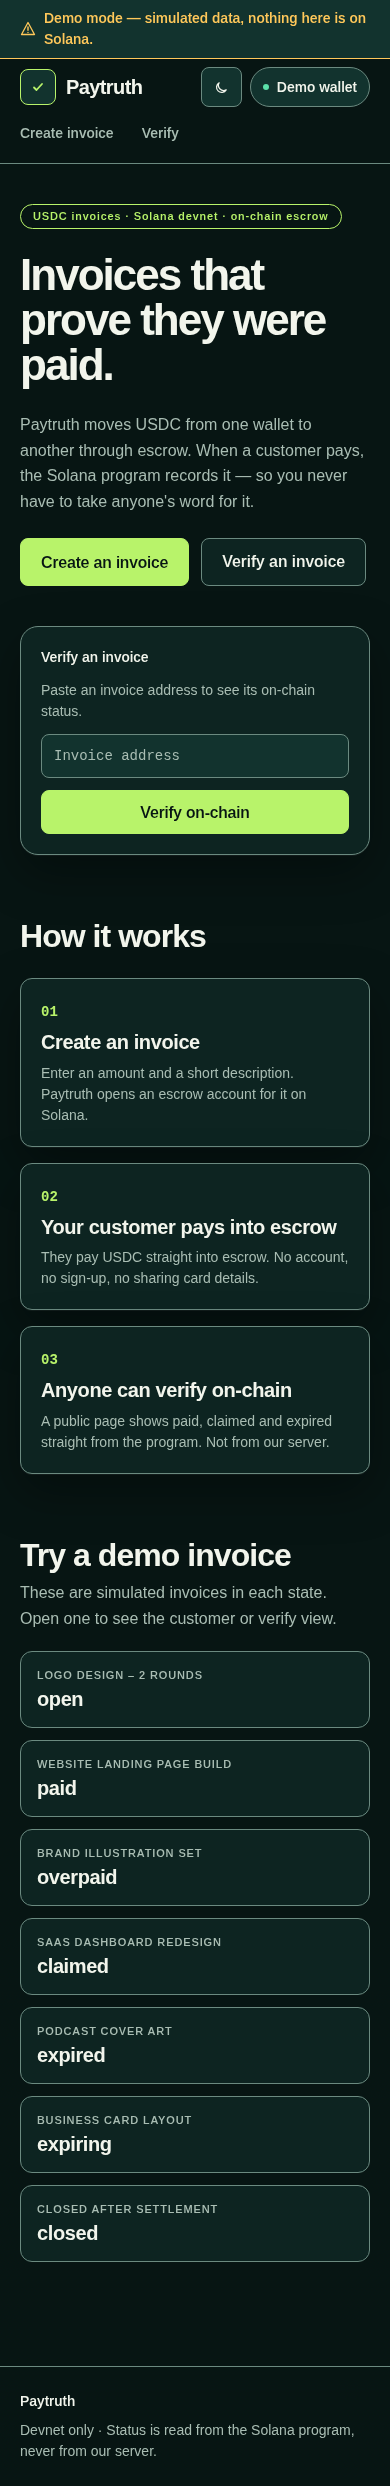 Demo mode — simulated data, nothing here is on
Solana.
Paytruth
Demo wallet
Create invoice
Verify
USDC invoices · Solana devnet · on-chain escrow
Invoices that
prove they were
paid.
Paytruth moves USDC from one wallet to
another through escrow. When a customer pays,
the Solana program records it — so you never
have to take anyone's word for it.
Create an invoice
Verify an invoice
Verify an invoice
Paste an invoice address to see its on-chain
status.
Invoice address
Verify on-chain
How it works
01
Create an invoice
Enter an amount and a short description.
Paytruth opens an escrow account for it on
Solana.
02
Your customer pays into escrow
They pay USDC straight into escrow. No account,
no sign-up, no sharing card details.
03
Anyone can verify on-chain
A public page shows paid, claimed and expired
straight from the program. Not from our server.
Try a demo invoice
These are simulated invoices in each state.
Open one to see the customer or verify view.
LOGO DESIGN – 2 ROUNDS
open
WEBSITE LANDING PAGE BUILD
paid
BRAND ILLUSTRATION SET
overpaid
SAAS DASHBOARD REDESIGN
claimed
PODCAST COVER ART
expired
BUSINESS CARD LAYOUT
expiring
CLOSED AFTER SETTLEMENT
closed
Paytruth
Devnet only · Status is read from the Solana program,
never from our server.